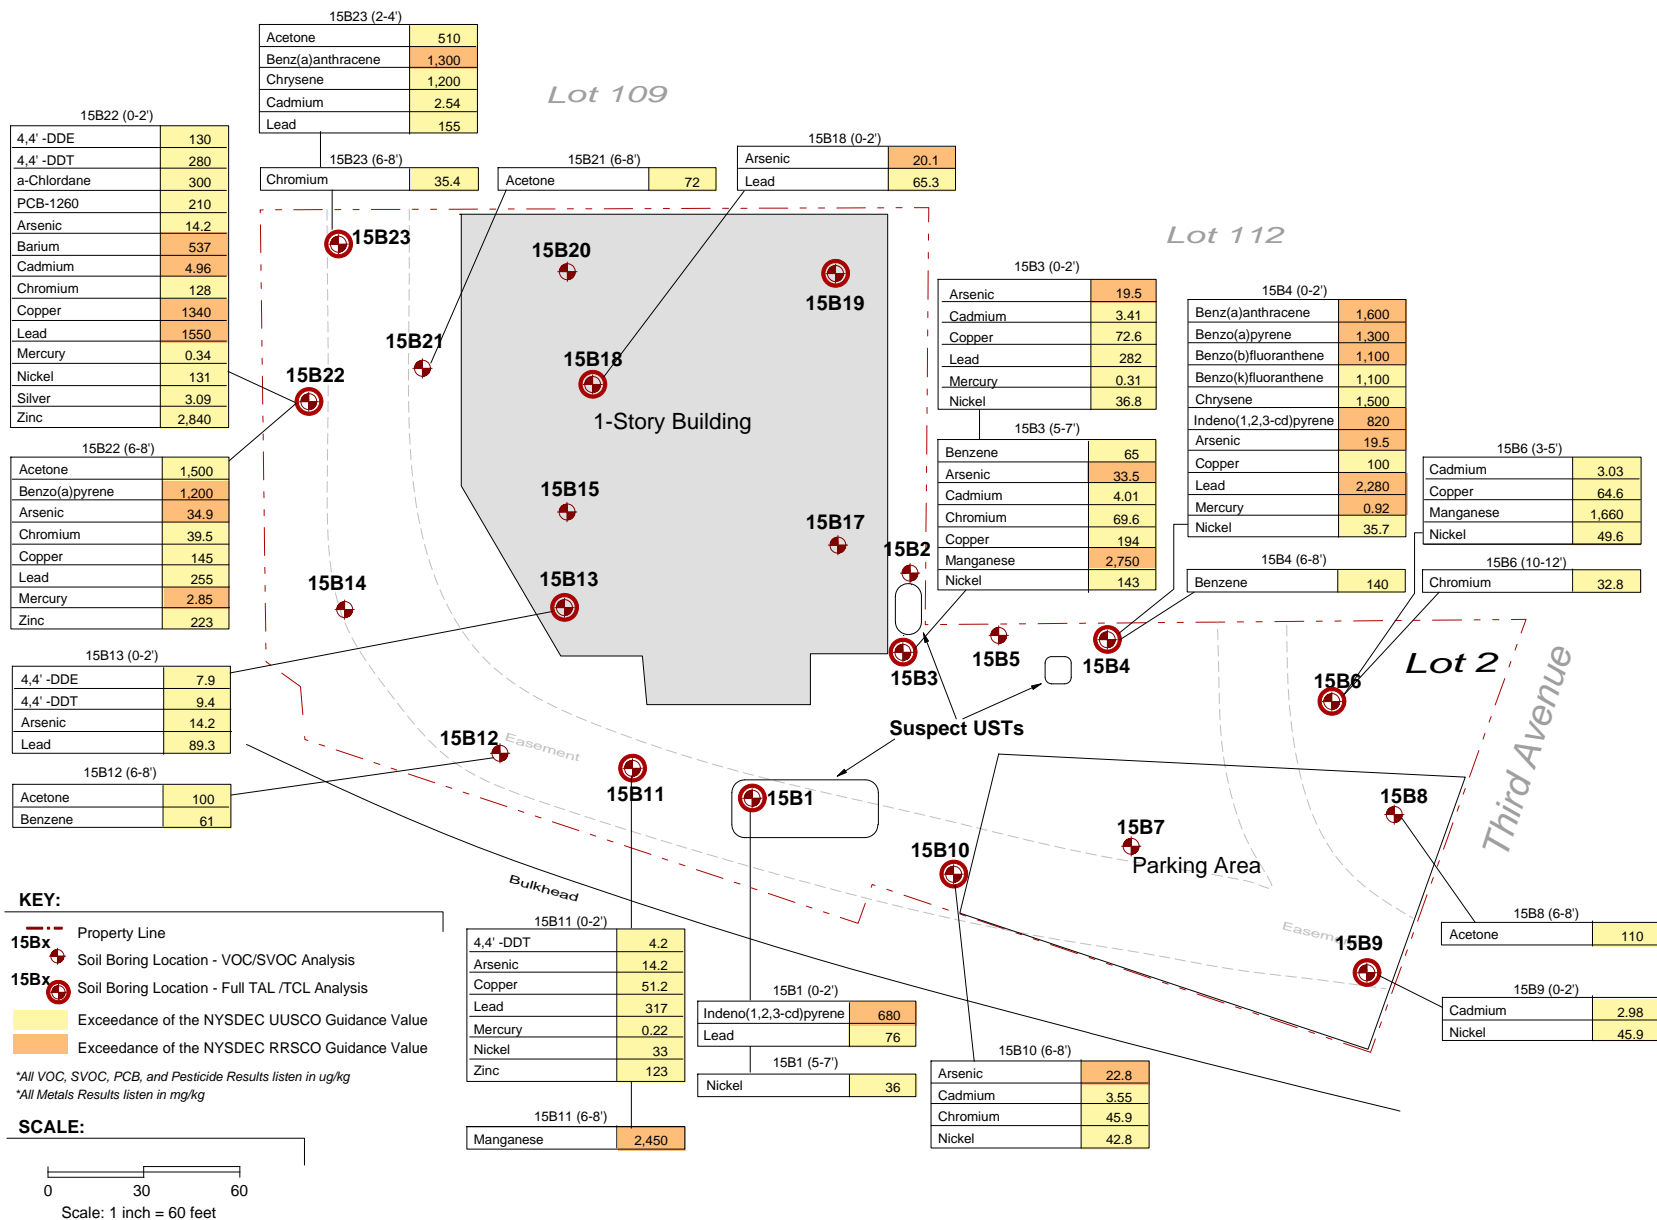 15B23 (2-4')
Acetone 510
Benz(a)anthracene 1,300
Chrysene 1,200
Cadmium 2.54
Lead 155
15B23 (6-8')
Chromium 35.4
Lot 109
15B22 (0-2')
4,4' -DDE 130
4,4' -DDT 280
a-Chlordane 300
PCB-1260 210
Arsenic 14.2
Barium 537
Cadmium 4.96
Chromium 128
Copper 1340
Lead 1550
Mercury 0.34
Nickel 131
Silver 3.09
Zinc 2,840
15B21 (6-8')
Acetone 72
15B18 (0-2')
Arsenic 20.1
Lead 65.3
Lot 112
15B3 (0-2')
Arsenic 19.5
Cadmium 3.41
Copper 72.6
Lead 282
Mercury 0.31
Nickel 36.8
15B3 (5-7')
Benzene 65
Arsenic 33.5
Cadmium 4.01
Chromium 69.6
Copper 194
Manganese 2,750
Nickel 143
15B4 (0-2')
Benz(a)anthracene 1,600
Benzo(a)pyrene 1,300
Benzo(b)fluoranthene 1,100
Benzo(k)fluoranthene 1,100
Chrysene 1,500
Indeno(1,2,3-cd)pyrene 820
Arsenic 19.5
Copper 100
Lead 2,280
Mercury 0.92
Nickel 35.7
15B4 (6-8')
Benzene 140
15B6 (3-5')
Cadmium 3.03
Copper 64.6
Manganese 1,660
Nickel 49.6
15B6 (10-12')
Chromium 32.8
15B22 (6-8')
Acetone 1,500
Benzo(a)pyrene 1,200
Arsenic 34.9
Chromium 39.5
Copper 145
Lead 255
Mercury 2.85
Zinc 223
15B13 (0-2')
4,4' -DDE 7.9
4,4' -DDT 9.4
Arsenic 14.2
Lead 89.3
15B12 (6-8')
Acetone 100
Benzene 61
15B23
15B20
15B19
15B21
15B18
15B22
1-Story Building
15B15
15B17
15B2
15B14
15B13
15B5
15B4
15B3
15B6
Lot 2
Third Avenue
Suspect USTs
15B12
Easement
15B11
15B1
15B8
15B7
15B10
Parking Area
Bulkhead
Easem
15B9
15B8 (6-8')
Acetone 110
15B9 (0-2')
Cadmium 2.98
Nickel 45.9
15B11 (0-2')
4,4' -DDT 4.2
Arsenic 14.2
Copper 51.2
Lead 317
Mercury 0.22
Nickel 33
Zinc 123
15B11 (6-8')
Manganese 2,450
15B1 (0-2')
Indeno(1,2,3-cd)pyrene 680
Lead 76
15B1 (5-7')
Nickel 36
15B10 (6-8')
Arsenic 22.8
Cadmium 3.55
Chromium 45.9
Nickel 42.8
KEY:
Property Line
15Bx Soil Boring Location - VOC/SVOC Analysis
15Bx Soil Boring Location - Full TAL /TCL Analysis
Exceedance of the NYSDEC UUSCO Guidance Value
Exceedance of the NYSDEC RRSCO Guidance Value
*All VOC, SVOC, PCB, and Pesticide Results listen in ug/kg
*All Metals Results listen in mg/kg
SCALE:
0 30 60
Scale: 1 inch = 60 feet